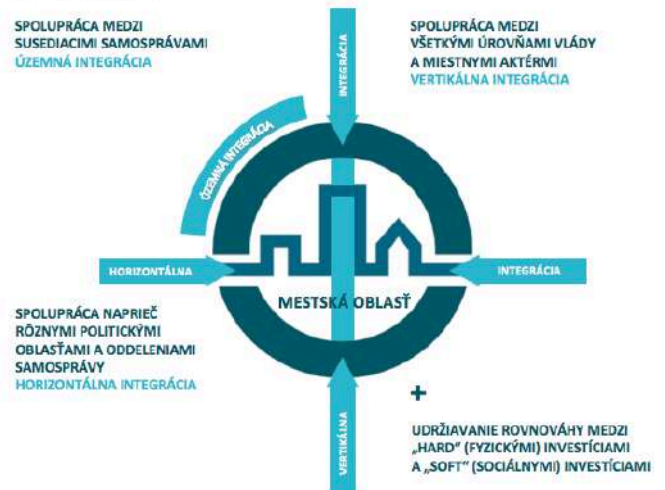 SPOLUPRÁCA MEDZI
SUSEDIACIMI SAMOSPRÁVAMI
ÚZEMNÁ INTEGRÁCIA
SPOLUPRÁCA MEDZI
VŠETKÝMI ÚROVŇAMI VLÁDY
A MIESTNYMI AKTÉRMI
VERTIKÁLNA INTEGRÁCIA
INTEGRÁCIA
ÚZEMNÁ INTEGRÁCIA
HORIZONTÁLNA
INTEGRÁCIA
MESTSKÁ OBLASŤ
SPOLUPRÁCA NAPRIEČ
RÔZNYMI POLITICKÝMI
OBLASŤAMI A ODDELENIAMI
SAMOSPRÁVY
HORIZONTÁLNA INTEGRÁCIA
VERTIKÁLNA
+
UDRŽIAVANIE ROVNOVÁHY MEDZI
„HARD" (FYZICKÝMI) INVESTÍCIAMI
A „SOFT" (SOCIÁLNYMI) INVESTÍCIAMI